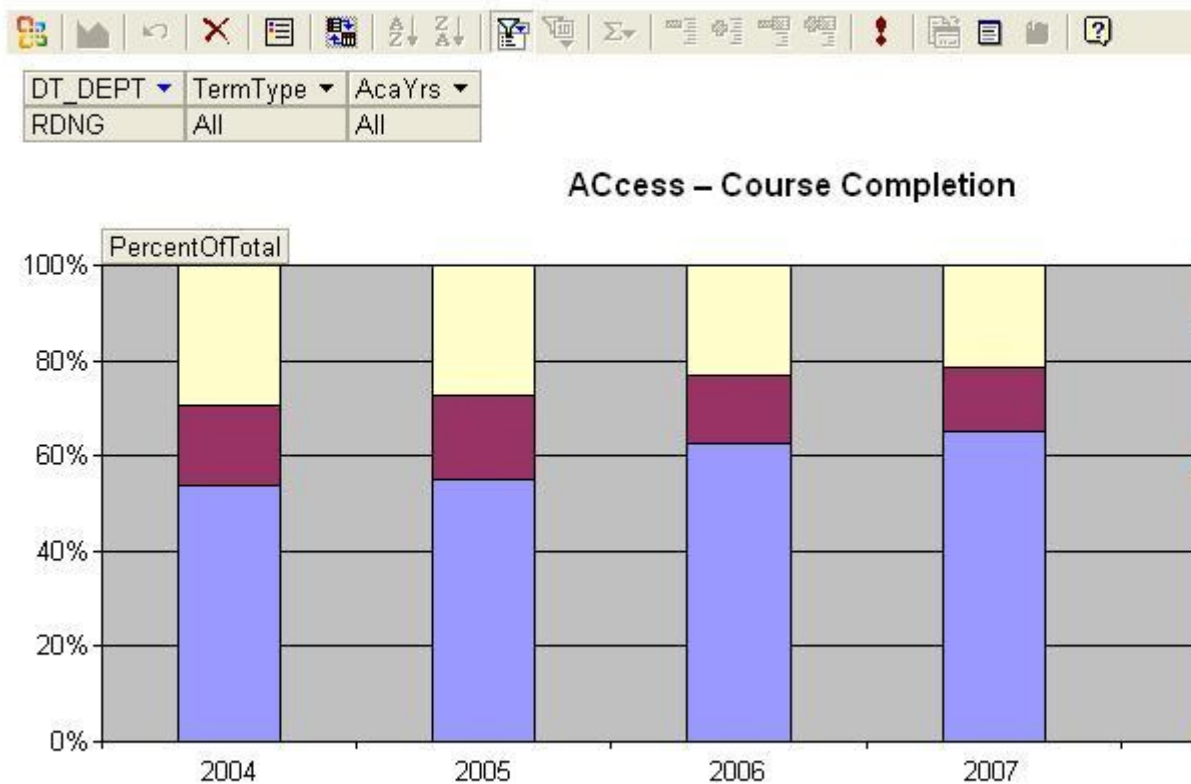 DT_DEPT TermType AcaYrs
RDNG All All
ACcess – Course Completion
PercentOfTotal
100%
80%
60%
40%
20%
0%
2004 2005 2006 2007